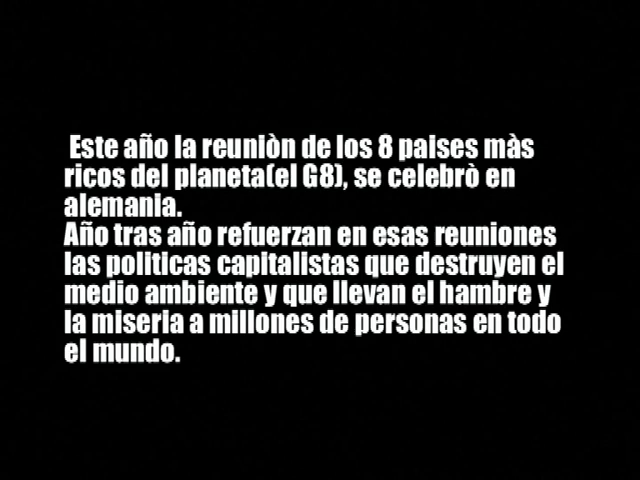 Este año la reuniòn de los 8 paises màs
ricos del planeta(el G8), se celebrò en
alemania.
Año tras año refuerzan en esas reuniones
las politicas capitalistas que destruyen el
medio ambiente y que llevan el hambre y
la miseria a millones de personas en todo
el mundo.